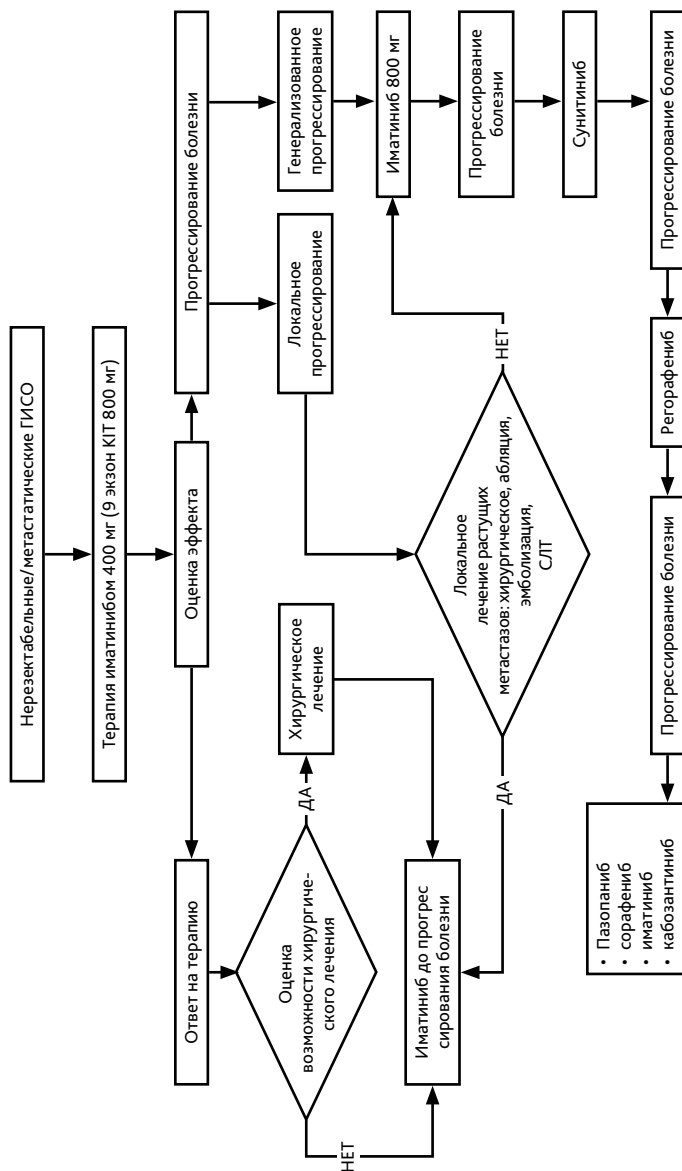 Нерезектабельные/метастатические ГИСО
Терапия иматинибом 400 мг (9 экзон KIT 800 мг)
Оценка эффекта
Ответ на терапию
Прогрессирование болезни
Оценка
возможности хирургиче-
ского лечения
ДА
Хирургическое
лечение
НЕТ
Иматиниб до прогрес
сирования болезни
Локальное
прогрессирование
Генерализованное
прогрессирование
Локальное
лечение растущих
метастазов: хирургическое, абляция,
эмболизация,
СЛТ
ДА
НЕТ
Иматиниб 800 мг
Прогрессирование
болезни
Сунитиниб
Прогрессирование болезни
Регорафениб
Прогрессирование болезни
• Пазопаниб
• сорафениб
• иматиниб
• кабозантиниб